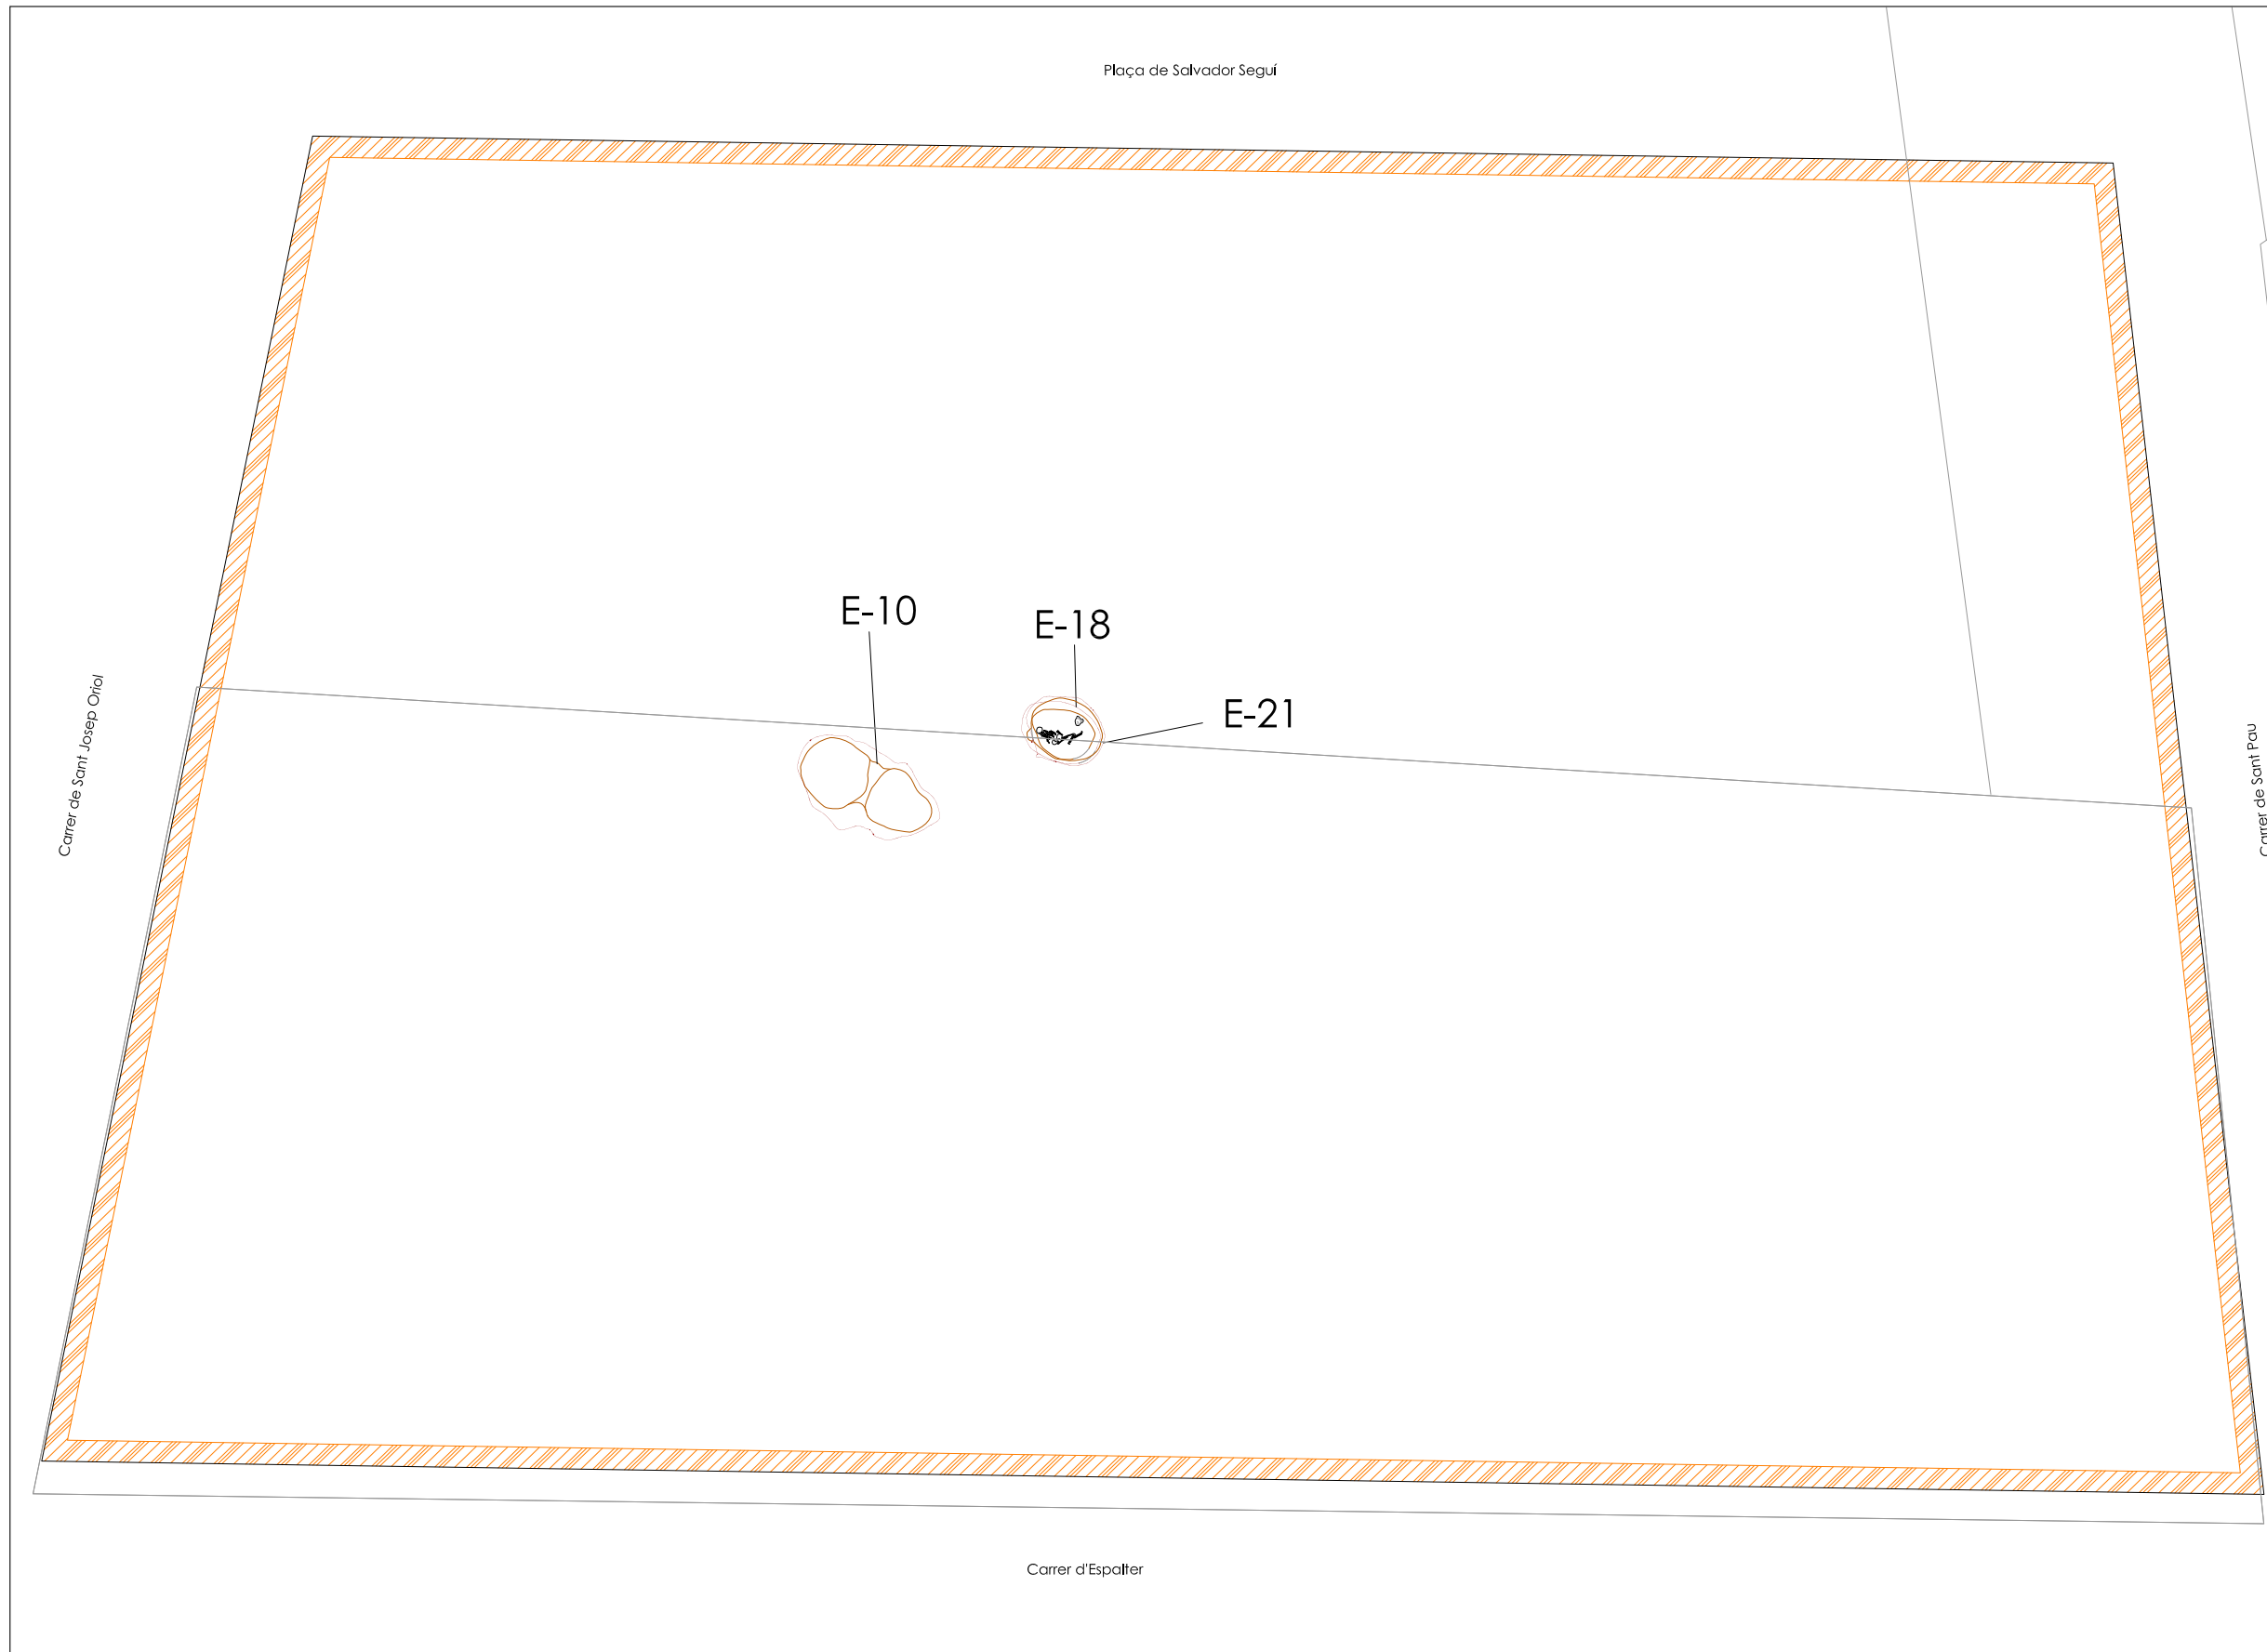 Plaça de Salvador Seguí
E-10
E-18
E-21
Carrer de Sant Josep Oriol
Carrer de Sant Pau
Carrer d'Espalter